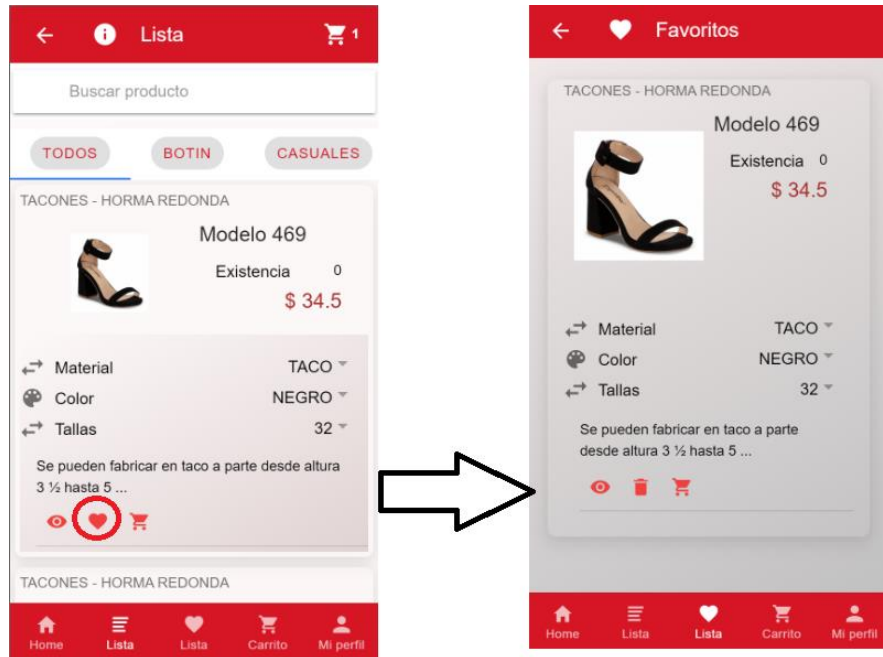 Lista
1
Buscar producto
TODOS BOTIN CASUALES
TACONES - HORMA REDONDA
Modelo 469
Existencia 0
$ 34.5
Material TACO
Color NEGRO
Tallas 32
Se pueden fabricar en taco a parte desde altura
3 ½ hasta 5 ...
TACONES - HORMA REDONDA
Home Lista Lista Carrito Mi perfil
Favoritos
TACONES - HORMA REDONDA
Modelo 469
Existencia 0
$ 34.5
Material TACO
Color NEGRO
Tallas 32
Se pueden fabricar en taco a parte
desde altura 3 ½ hasta 5 ...
Home Lista Lista Carrito Mi perfil